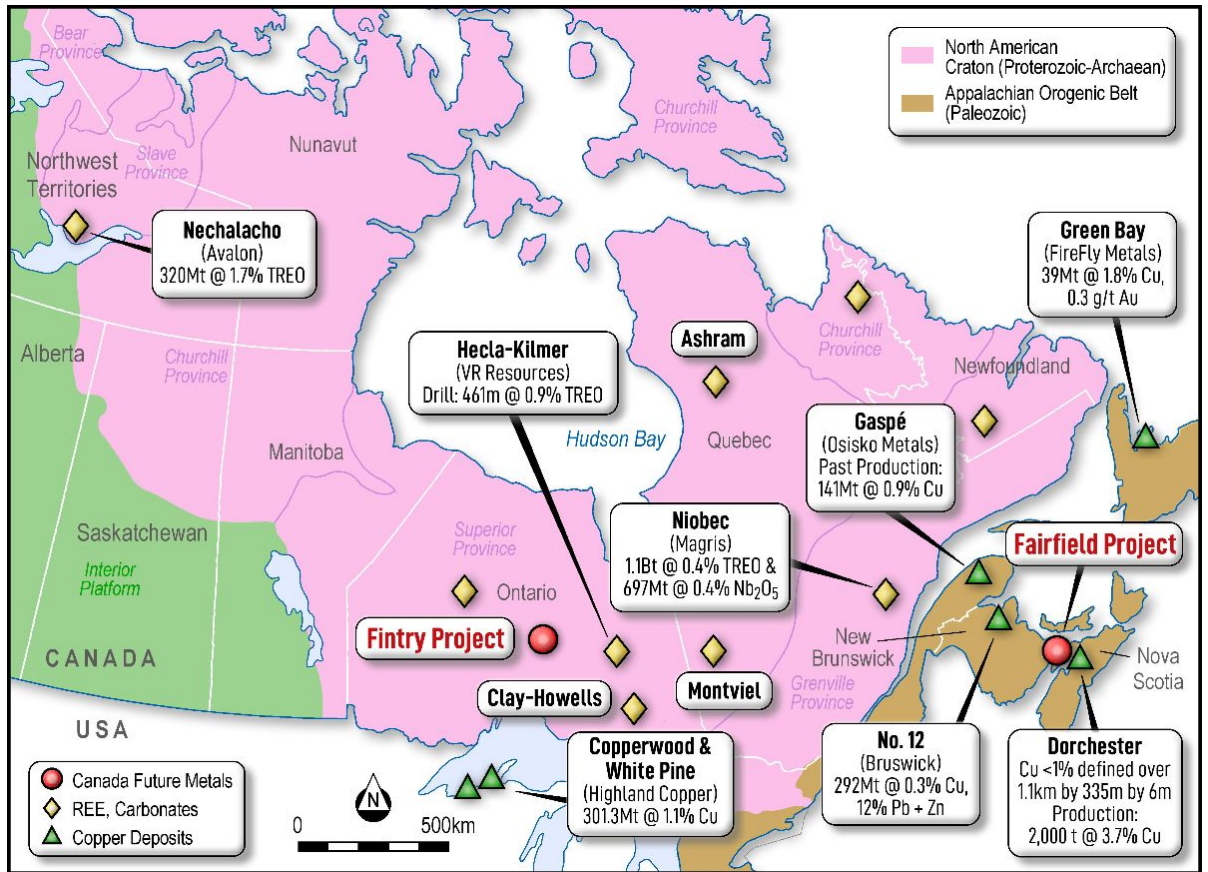 Bear
Province
Churchill
Province
North American
Craton (Proterozoic-Archaean)
Appalachian Orogenic Belt
(Paleozoic)
Nunavut
Slave
Province
Northwest
Territories
Nechalacho
(Avalon)
320Mt @ 1.7% TREO
Green Bay
(FireFly Metals)
39Mt @ 1.8% Cu,
0.3 g/t Au
Alberta
Churchill
Province
Hecla-Kilmer
(VR Resources)
Drill: 461m @ 0.9% TREO
Ashram
Churchill
Province
Newfoundland
Hudson Bay
Quebec
Gaspé
(Osisko Metals)
Past Production:
141Mt @ 0.9% Cu
Manitoba
Saskatchewan
Interior
Platform
Superior
Province
Ontario
Niobec
(Magris)
1.1Bt @ 0.4% TREO &
697Mt @ 0.4% Nb₂O₅
Fairfield Project
Fintry Project
New
Brunswick
Nova
Scotia
CANADA
USA
Clay-Howells
Montviel
Grenville
Province
Copperwood &
White Pine
(Highland Copper)
301.3Mt @ 1.1% Cu
No. 12
(Bruswick)
292Mt @ 0.3% Cu,
12% Pb + Zn
Dorchester
Cu <1% defined over
1.1km by 335m by 6m
Production:
2,000 t @ 3.7% Cu
Canada Future Metals
REE, Carbonates
Copper Deposits
N
0 500km